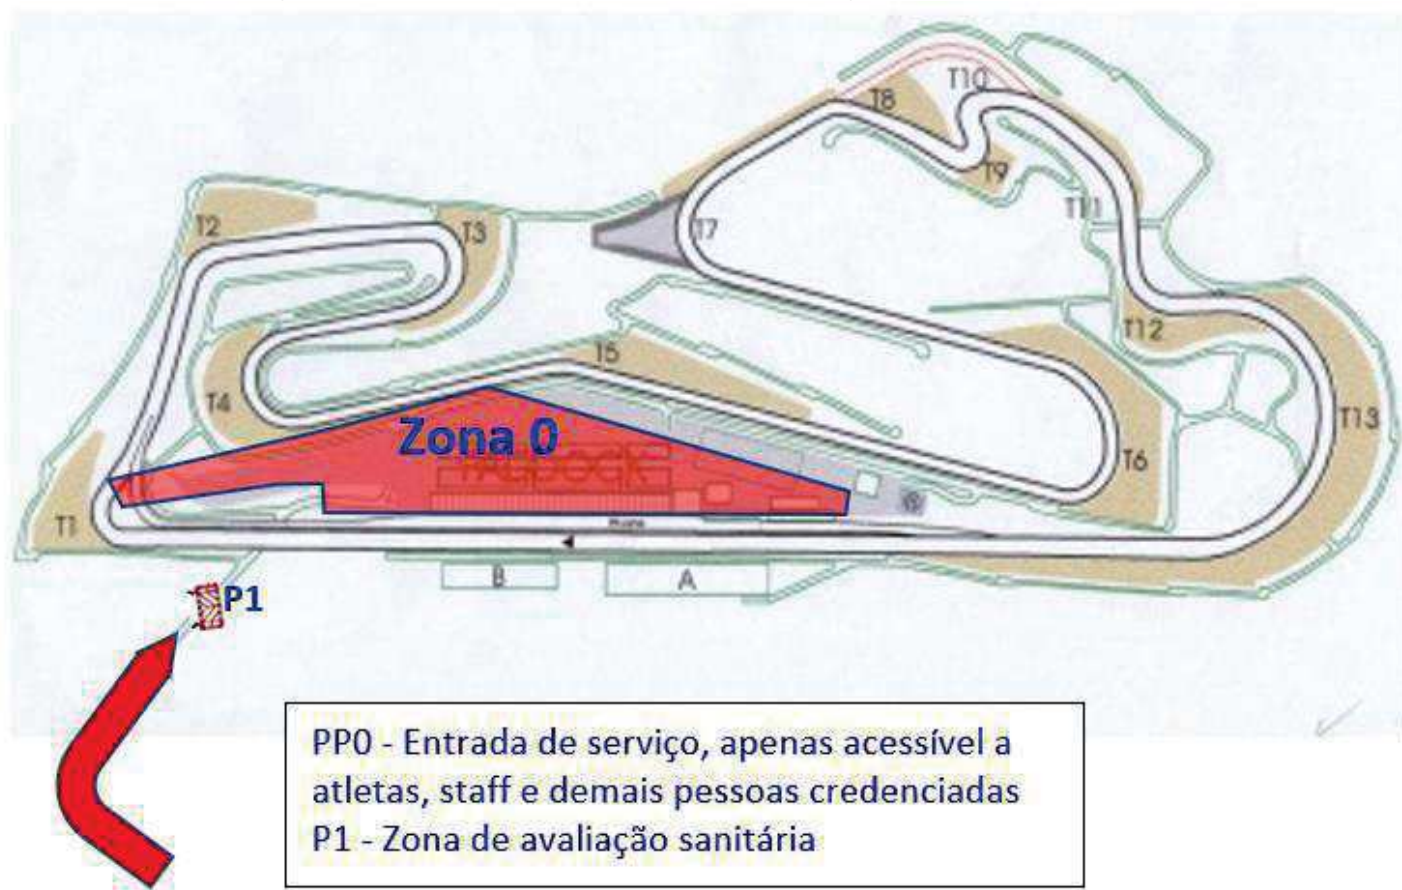 T10
T8
T9
T2
T3
T7
T11
T12
T5
T4
Zona 0
PADDOCK
T13
T6
T1
B
A
P1
PP0 - Entrada de serviço, apenas acessível a
atletas, staff e demais pessoas credenciadas
P1 - Zona de avaliação sanitária